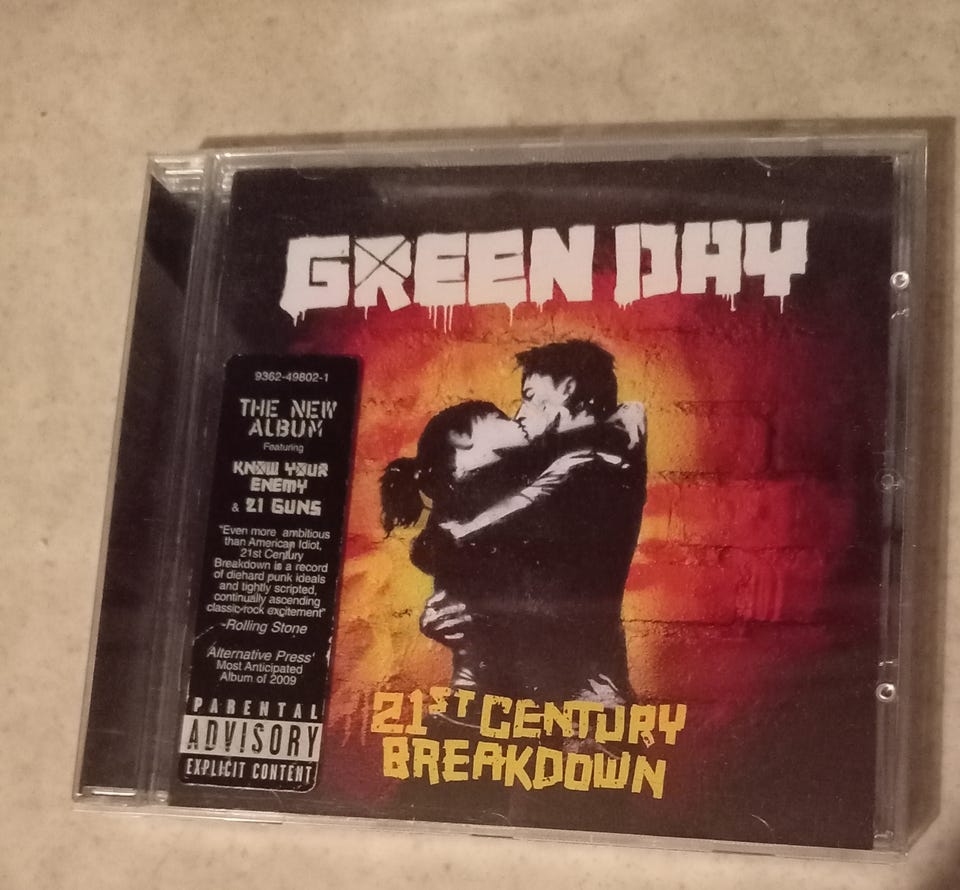 GREEN DAY
9362-49802-1
THE NEW
ALBUM
Featuring
KNOW YOUR
ENEMY
& 21 GUNS
"Even more ambitious
than American Idiot,
21st Century
Breakdown is a record
of diehard punk ideals
and tightly scripted,
continually ascending
classic-rock excitement"
-Rolling Stone
Alternative Press'
Most Anticipated
Album of 2009
PARENTAL
ADVISORY
EXPLICIT CONTENT
21ST CENTURY
BREAKDOWN